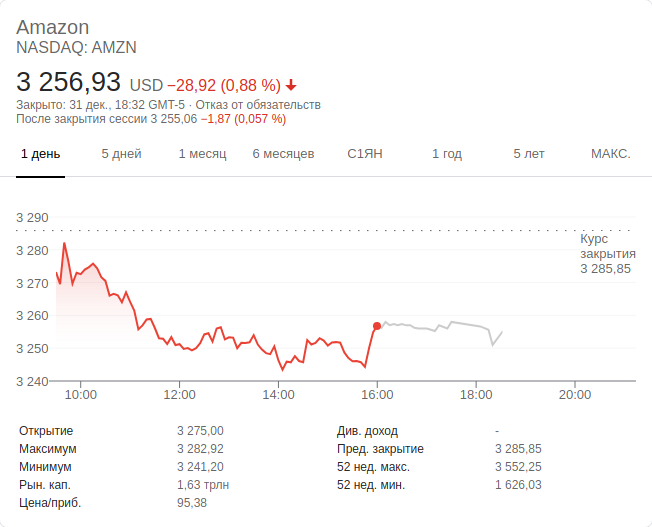 Amazon
NASDAQ: AMZN
3 256,93 USD −28,92 (0,88 %)
Закрыто: 31 дек., 18:32 GMT-5 · Отказ от обязательств
После закрытия сессии 3 255,06 −1,87 (0,057 %)
1 день 5 дней 1 месяц 6 месяцев С1ЯН 1 год 5 лет МАКС.
3 290
Курс
закрытия
3 285,85
3 280
3 270
3 260
3 250
3 240
10:00 12:00 14:00 16:00 18:00 20:00
Открытие 3 275,00 Див. доход -
Максимум 3 282,92 Пред. закрытие 3 285,85
Минимум 3 241,20 52 нед. макс. 3 552,25
Рын. кап. 1,63 трлн 52 нед. мин. 1 626,03
Цена/приб. 95,38